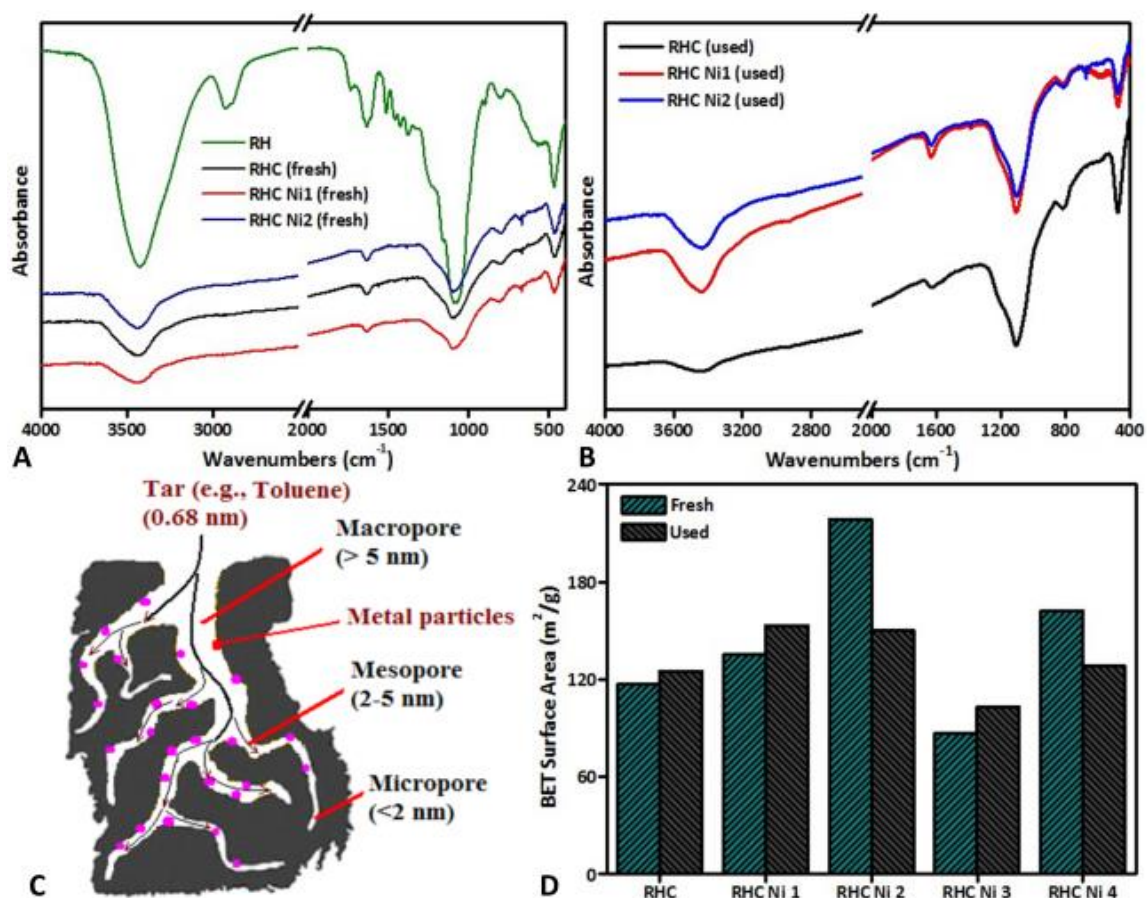 RH
RHC (fresh)
RHC Ni1 (fresh)
RHC Ni2 (fresh)
Absorbance
4000 3500 3000 2000 1500 1000 500
Wavenumbers (cm⁻¹)
A
RHC (used)
RHC Ni1 (used)
RHC Ni2 (used)
Absorbance
4000 3400 2800 2200 2000 1600 1200 800 400
Wavenumbers (cm⁻¹)
B
Tar (e.g., Toluene)
(0.68 nm)
Macropore
(> 5 nm)
Metal particles
Mesopore
(2-5 nm)
Micropore
(<2 nm)
C
Fresh
Used
BET Surface Area (m²/g)
240
180
120
60
0
RHC RHC Ni 1 RHC Ni 2 RHC Ni 3 RHC Ni 4
D